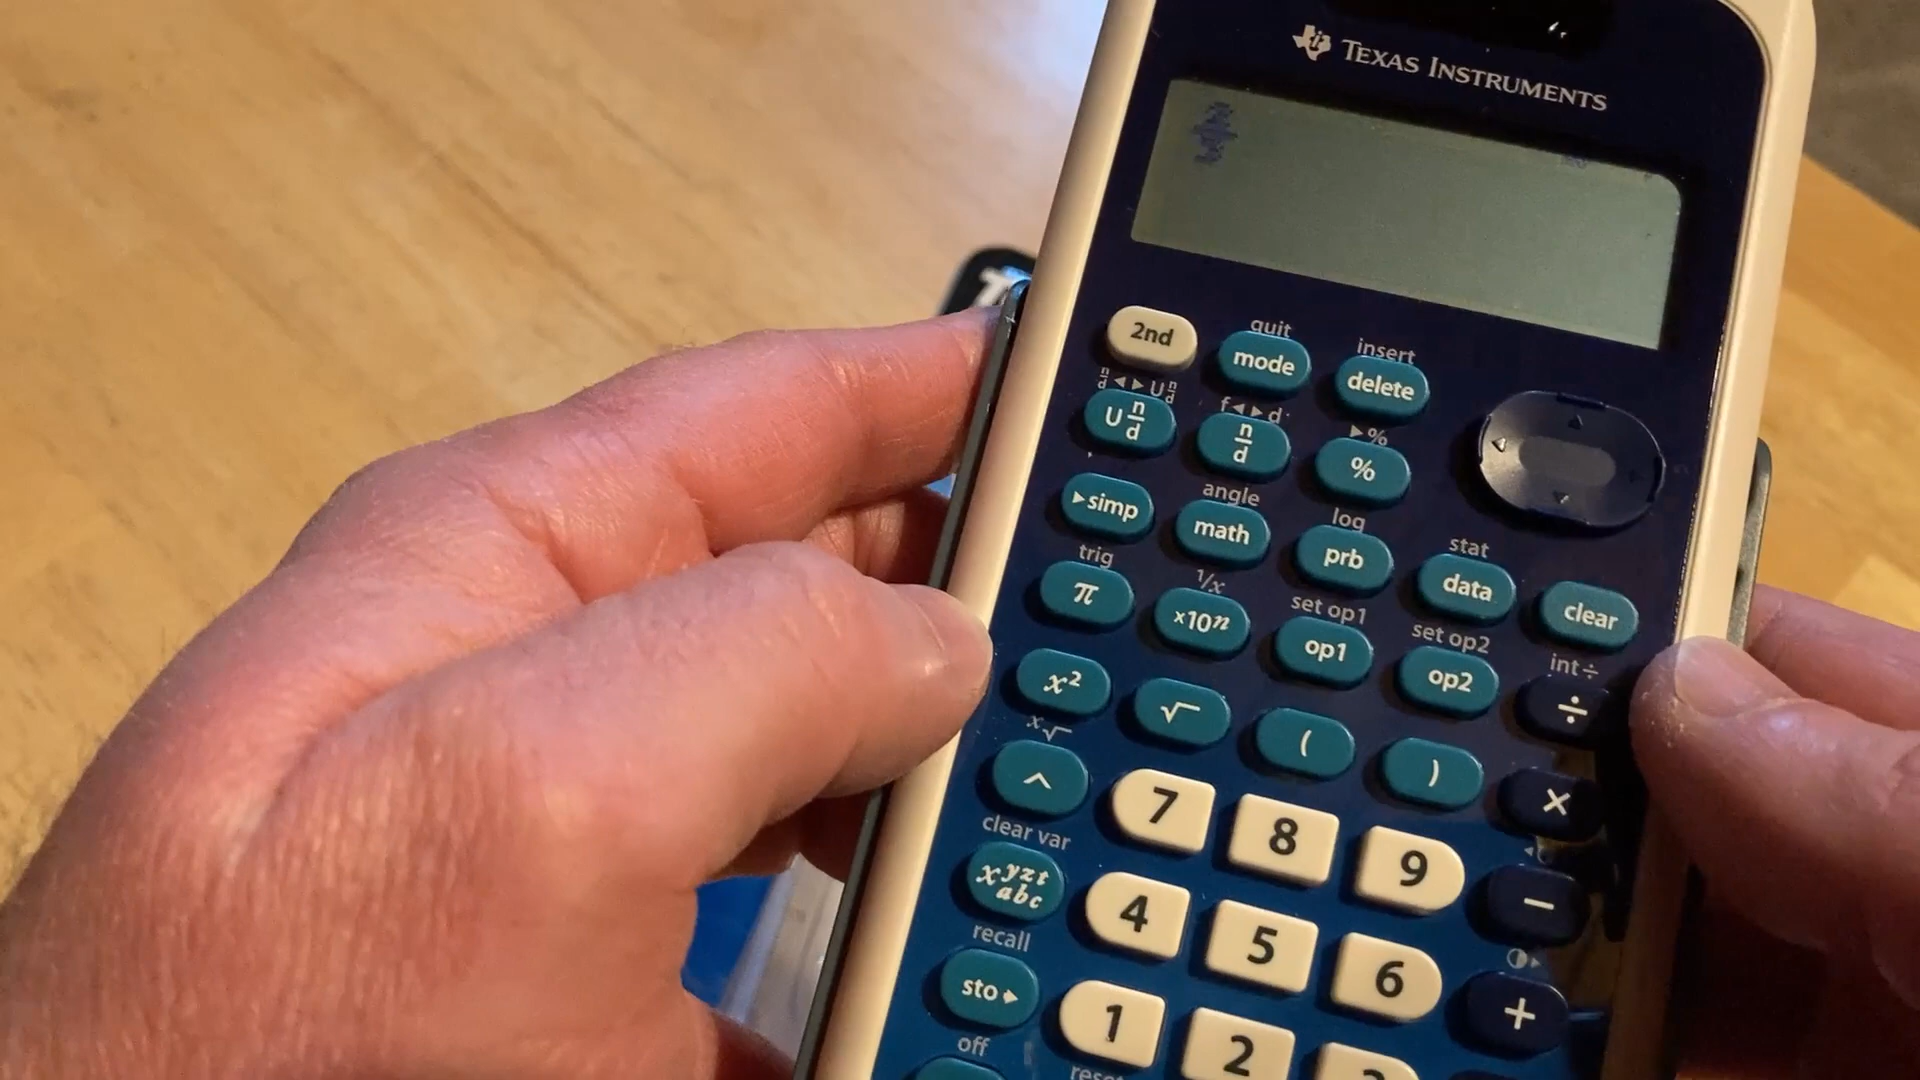 TEXAS INSTRUMENTS
2nd
quit
mode
insert
delete
n/d ◄► U n/d
U n/d
f◄►d
n/d
►%
%
►simp
angle
math
log
prb
stat
data
clear
trig
π
1/x
×10ⁿ
set op1
op1
set op2
op2
int÷
÷
x²
√
(
)
×
ˣ√
^
7
8
9
−
clear var
x y z t a b c
4
5
6
+
recall
sto►
1
2
off